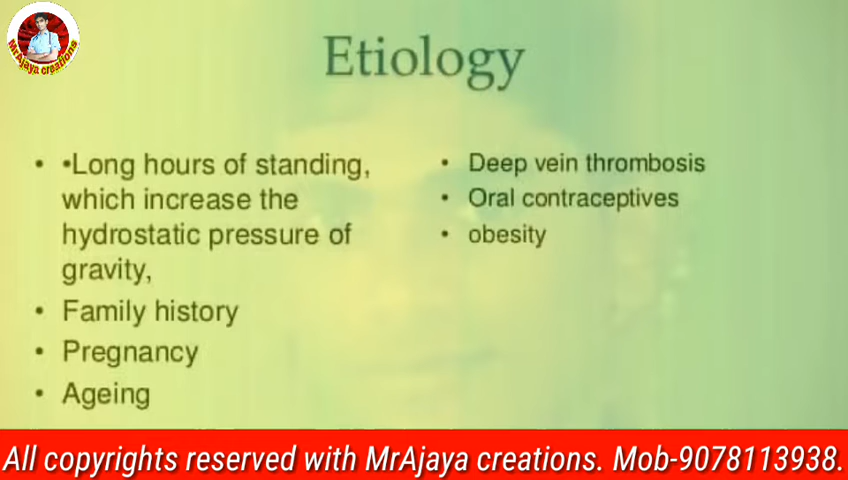 MrAjaya creations
Etiology
• •Long hours of standing,
which increase the
hydrostatic pressure of
gravity,
• Family history
• Pregnancy
• Ageing
• Deep vein thrombosis
• Oral contraceptives
• obesity
All copyrights reserved with MrAjaya creations. Mob-9078113938.